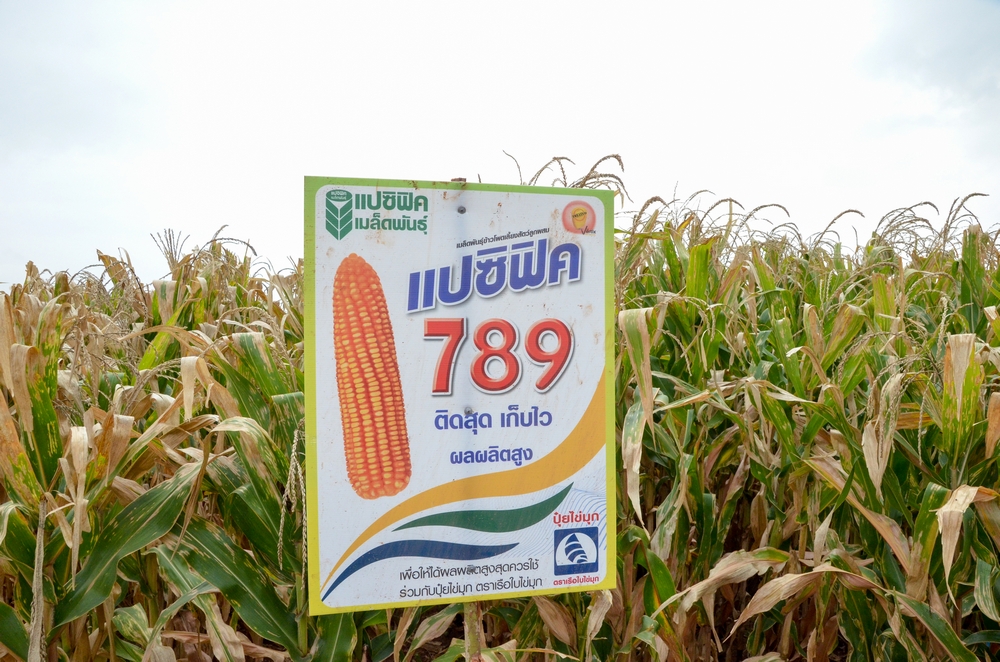 แปซิฟิค
เมล็ดพันธุ์
เมล็ดพันธุ์ข้าวโพดเลี้ยงสัตว์ลูกผสม
แปซิฟิค
789
ติดสุด เก็บไว
ผลผลิตสูง
ปุ๋ยไข่มุก
ตราเรือใบไข่มุก
เพื่อให้ได้ผลผลิตสูงสุดควรใช้
ร่วมกับปุ๋ยไข่มุก ตราเรือใบไข่มุก